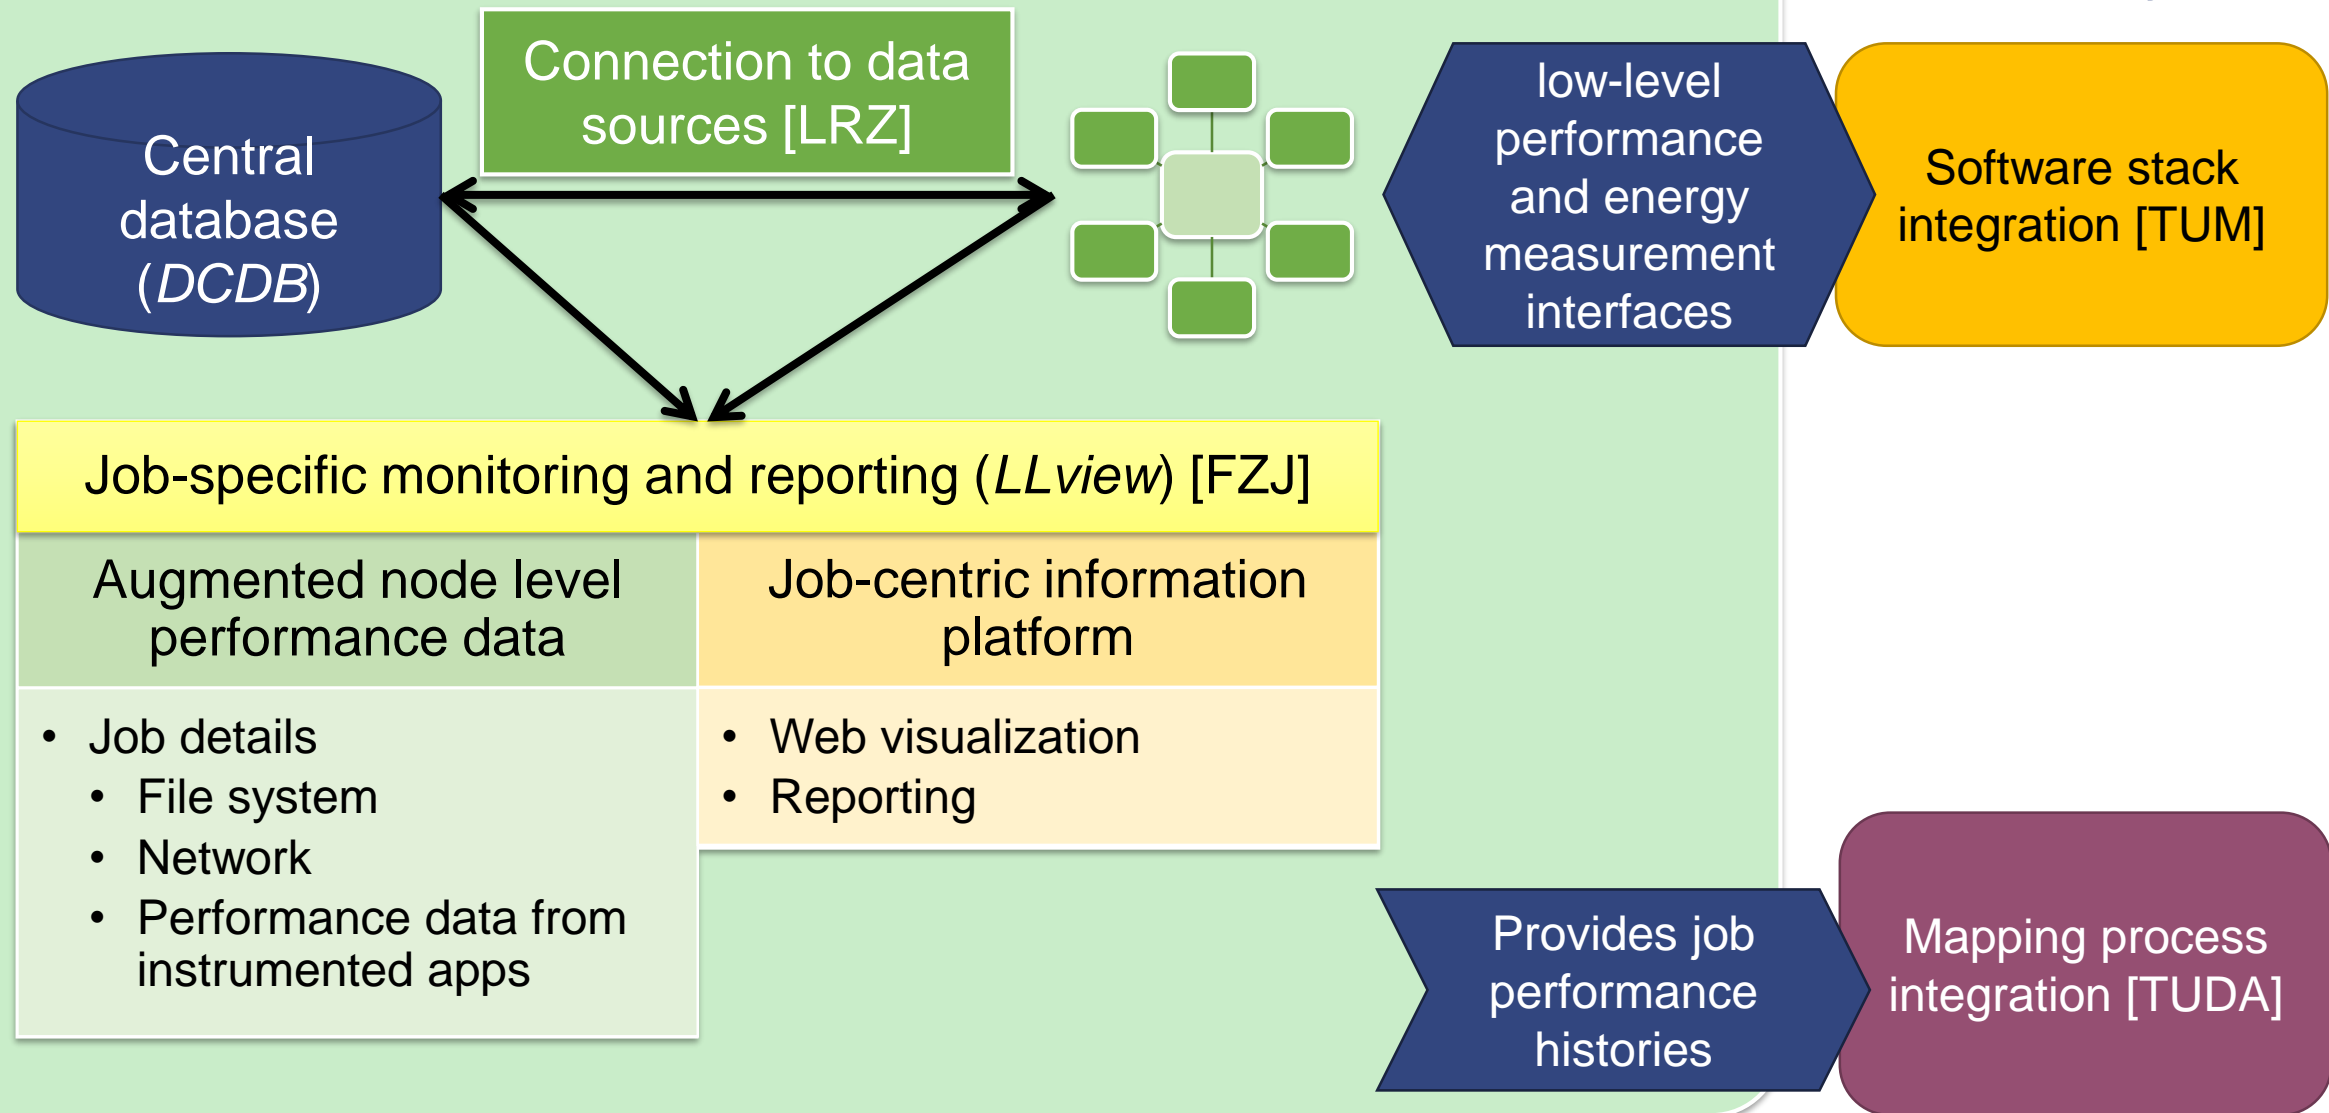 Connection to data
sources [LRZ]
Central
database
(DCDB)
low-level
performance
and energy
measurement
interfaces
Software stack
integration [TUM]
Job-specific monitoring and reporting (LLview) [FZJ]
Augmented node level
performance data
Job-centric information
platform
• Job details
• File system
• Network
• Performance data from
instrumented apps
• Web visualization
• Reporting
Provides job
performance
histories
Mapping process
integration [TUDA]